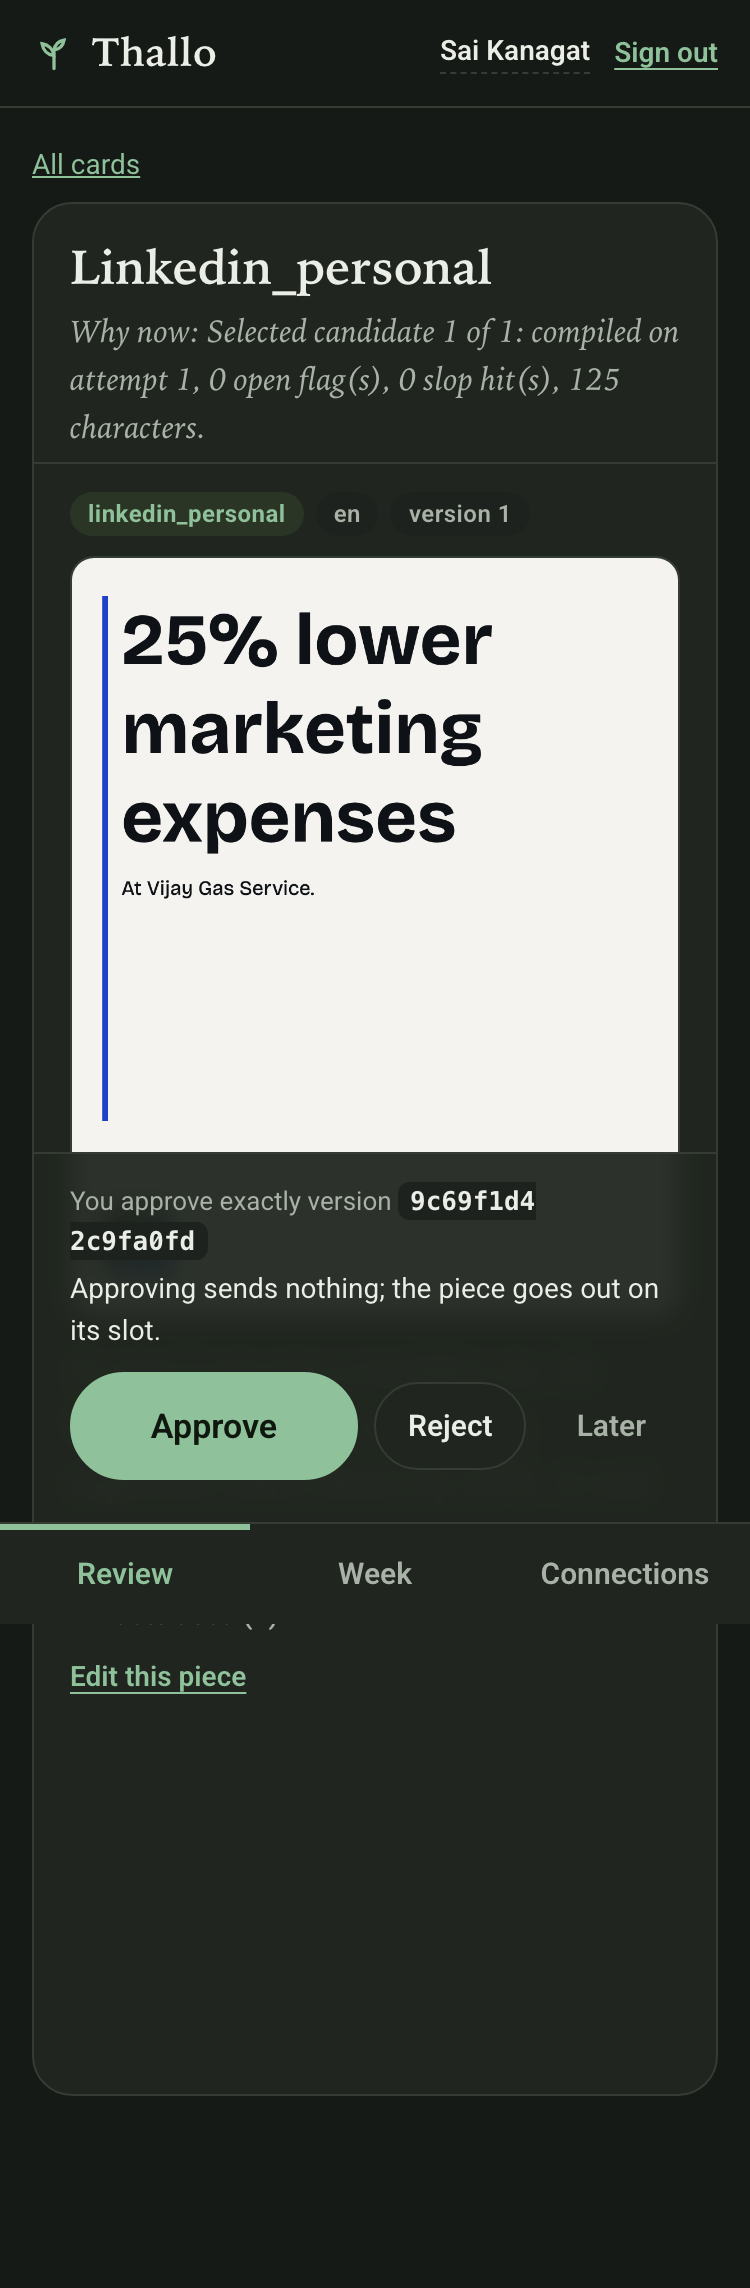 Thallo
Sai Kanagat
Sign out
All cards
Linkedin_personal
Why now: Selected candidate 1 of 1: compiled on
attempt 1, 0 open flag(s), 0 slop hit(s), 125
characters.
linkedin_personal
en
version 1
25% lower
marketing
expenses
At Vijay Gas Service.
You approve exactly version 9c69f1d4
2c9fa0fd
Approving sends nothing; the piece goes out on
its slot.
Approve
Reject
Later
Review
Week
Connections
Edit this piece